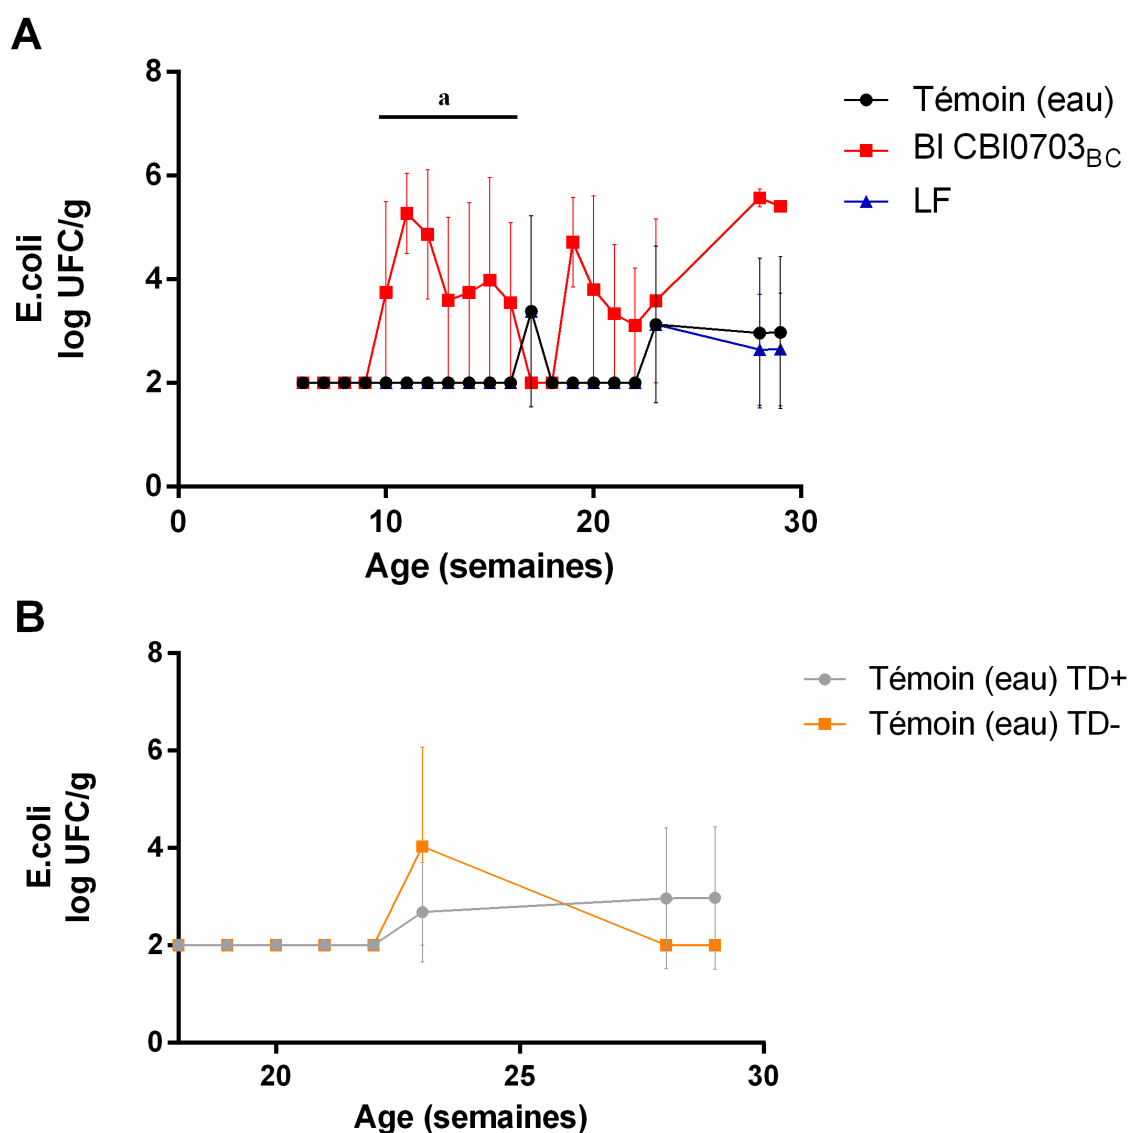 A
8
6
4
2
0
E.coli
log UFC/g
a
Témoin (eau)
BI CBI0703BC
LF
0 10 20 30
Age (semaines)
B
8
6
4
2
0
E.coli
log UFC/g
Témoin (eau) TD+
Témoin (eau) TD-
20 25 30
Age (semaines)